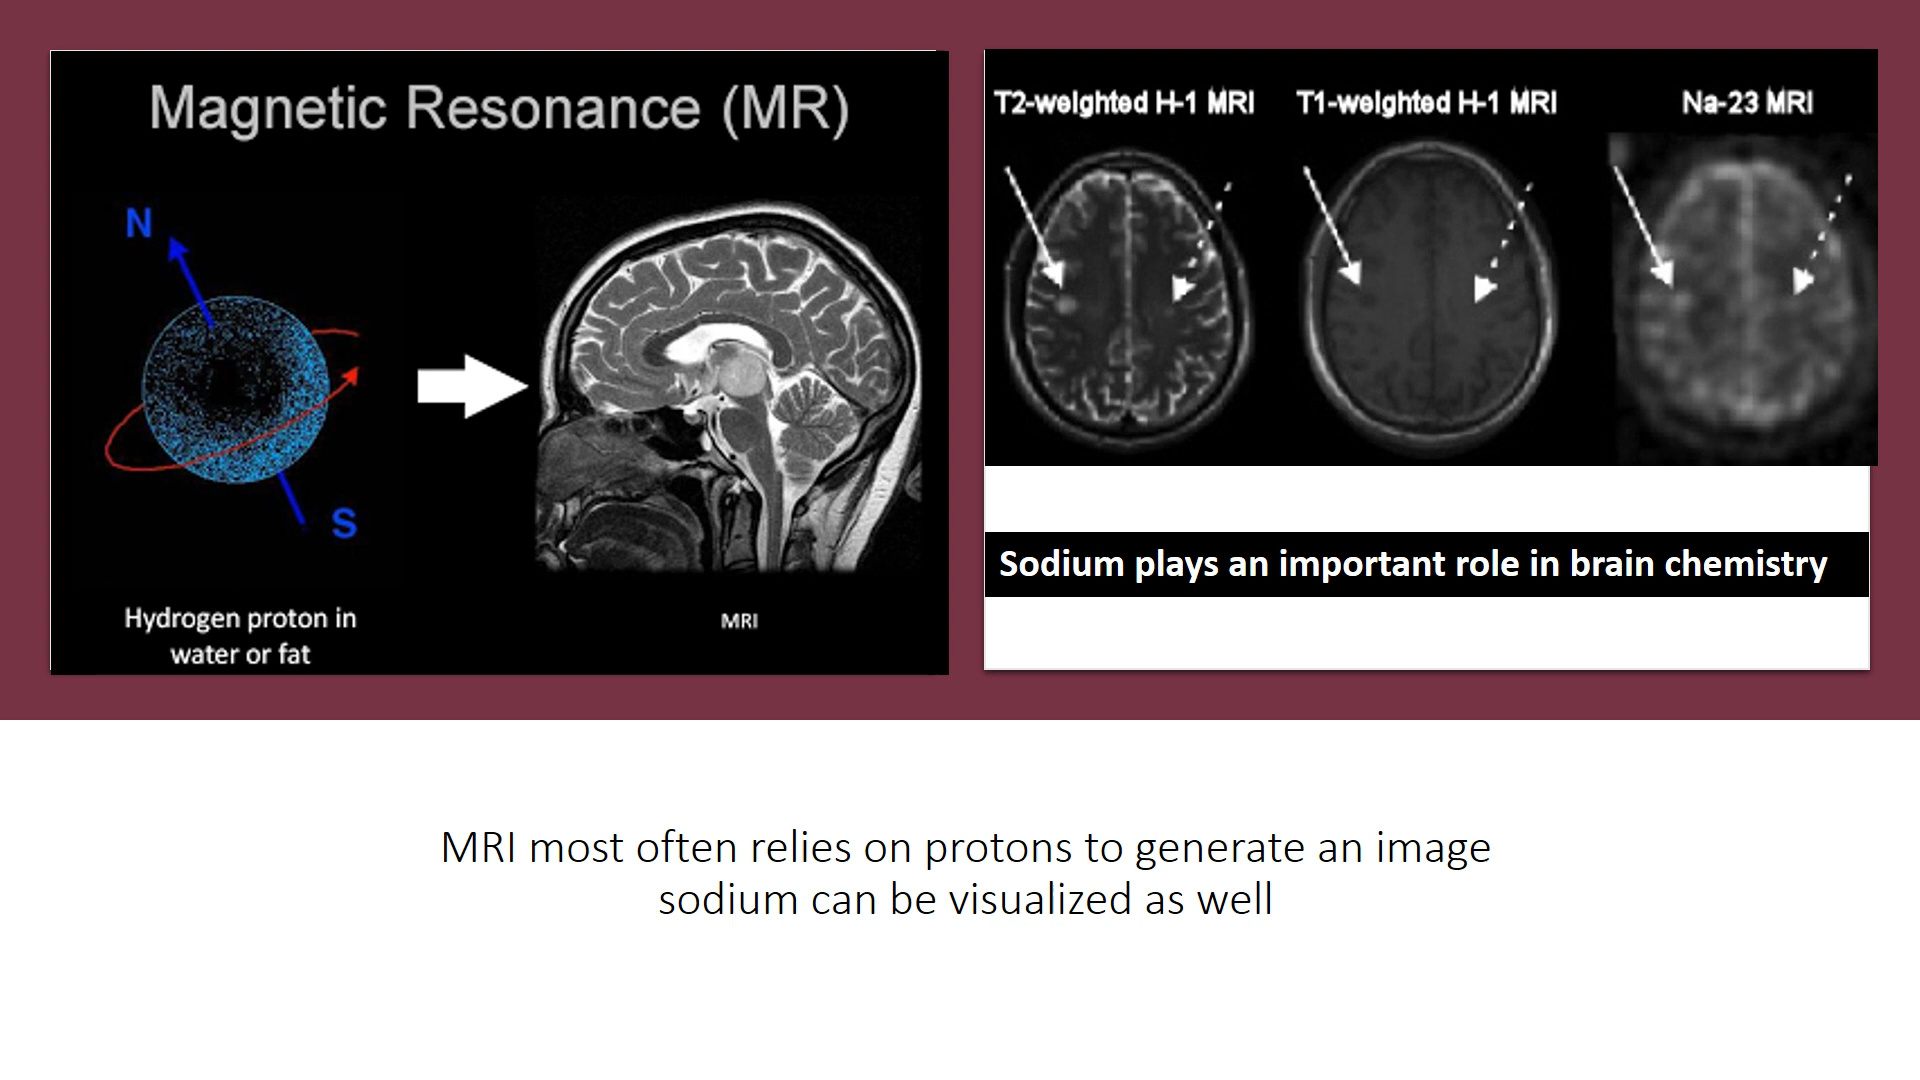 Magnetic Resonance (MR)
N
S
Hydrogen proton in
water or fat
MRI
T2-weighted H-1 MRI
T1-weighted H-1 MRI
Na-23 MRI
Sodium plays an important role in brain chemistry
MRI most often relies on protons to generate an image
sodium can be visualized as well